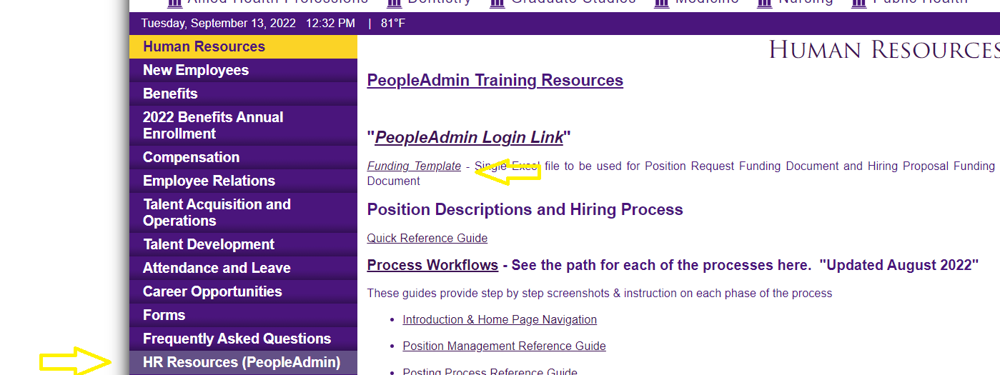 Allied Health Professions Dentistry Graduate Studies Medicine Nursing Public Health
Tuesday, September 13, 2022 12:32 PM | 81°F
Human Resources
New Employees
Benefits
2022 Benefits Annual
Enrollment
Compensation
Employee Relations
Talent Acquisition and
Operations
Talent Development
Attendance and Leave
Career Opportunities
Forms
Frequently Asked Questions
HR Resources (PeopleAdmin)
HUMAN RESOURCES
PeopleAdmin Training Resources
"PeopleAdmin Login Link"
Funding Template - Single Excel file to be used for Position Request Funding Document and Hiring Proposal Funding
Document
Position Descriptions and Hiring Process
Quick Reference Guide
Process Workflows - See the path for each of the processes here. "Updated August 2022"
These guides provide step by step screenshots & instruction on each phase of the process
• Introduction & Home Page Navigation
• Position Management Reference Guide
• Posting Process Reference Guide